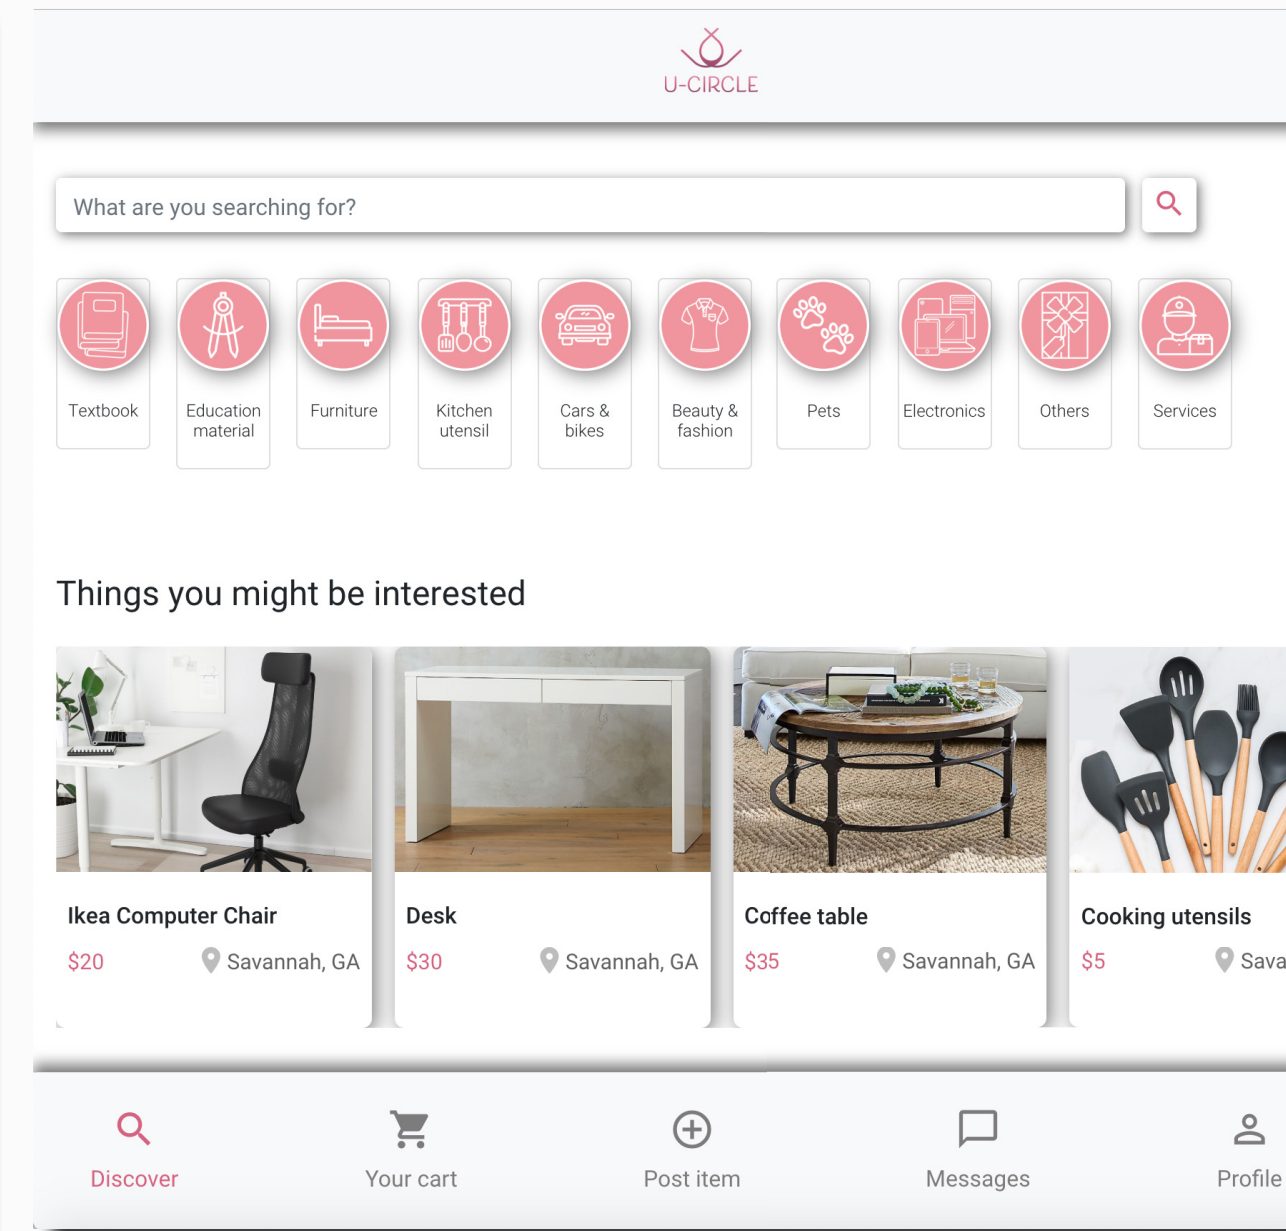 U-CIRCLE
What are you searching for?
Textbook
Education
material
Furniture
Kitchen
utensil
Cars &
bikes
Beauty &
fashion
Pets
Electronics
Others
Services
Things you might be interested
Ikea Computer Chair
$20 Savannah, GA
Desk
$30 Savannah, GA
Coffee table
$35 Savannah, GA
Cooking utensils
$5 Sava
Discover
Your cart
Post item
Messages
Profile